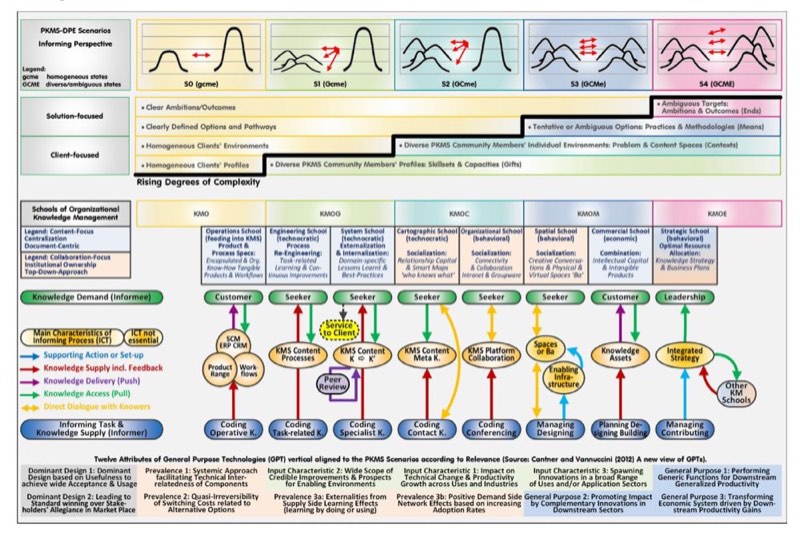 PKMS-DPE Scenarios
Informing Perspective
Legend:
gcme homogeneous states
GCME diverse/ambiguous states
S0 (gcme)
S1 (Gcme)
S2 (GCme)
S3 (GCMe)
S4 (GCME)
Solution-focused
Client-focused
• Clear Ambitions/Outcomes
• Ambiguous Targets:
Ambitions & Outcomes (Ends)
• Clearly Defined Options and Pathways
• Tentative or Ambiguous Options: Practices & Methodologies (Means)
• Homogeneous Clients' Environments
• Diverse PKMS Community Members' Individual Environments: Problem & Content Spaces (Contexts)
• Homogeneous Clients' Profiles
• Diverse PKMS Community Members' Profiles: Skillsets & Capacities (Gifts)
Rising Degrees of Complexity
Schools of Organizational
Knowledge Management
KMO
KMOG
KMOC
KMOM
KMOE
Legend: Content-Focus
Centralization
Document-Centric
Legend: Collaboration-Focus
Institutional Ownership
Top-Down-Approach
Operations School
(feeding into KMS)
Product &
Process Specs:
Encapsulated & Org.
Know-How Tangible
Products & Workflows
Engineering School
(technocratic)
Process
Re-Engineering:
Task-related
Learning & Con-
tinuous Improvements
System School
(technocratic)
Externalization
& Internalization:
Domain specific
Lessons Learnt &
Best-Practices
Cartographic School
(technocratic)
Socialization:
Relationship Capital
& Smart Maps
'who knows what'
Organizational School
(behavioral)
Socialization:
Connectivity
& Collaboration
Intranet & Groupware
Spatial School
(behavioral)
Socialization:
Creative Conversa-
tions & Physical &
Virtual Spaces 'Ba'
Commercial School
(economic)
Combination:
Intellectual Capital
& Intangible
Products
Strategic School
(behavioral)
Optimal Resource
Allocation:
Knowledge Strategy
& Business Plans
Knowledge Demand (Informee)
Customer
Seeker
Seeker
Seeker
Seeker
Seeker
Customer
Leadership
Main Characteristics of
Informing Process (ICT)
ICT not
essential
Supporting Action or Set-up
Knowledge Supply incl. Feedback
Knowledge Delivery (Push)
Knowledge Access (Pull)
Direct Dialogue with Knowers
SCM
ERP CRM
Product
Range
Work-
flows
KMS Content
Processes
Service
to Client
KMS Content
K ⇔ K'
Peer
Review
KMS Content
Meta K.
KMS Platform
Collaboration
Spaces
or Ba
Enabling
Infra-
structure
Knowledge
Assets
Integrated
Strategy
Other
KM
Schools
Informing Task &
Knowledge Supply (Informer)
Coding
Operative K.
Coding
Task-related K.
Coding
Specialist K.
Coding
Contact K.
Coding
Conferencing
Managing
Designing
Planning De-
signing Building
Managing
Contributing
Twelve Attributes of General Purpose Technologies (GPT) vertical aligned to the PKMS Scenarios according to Relevance (Source: Cantner and Vannuccini (2012) A new view of GPTs).
Dominant Design 1: Dominant
Design based on Usefulness to
achieve wide Acceptance & Usage
Prevalence 1: Systemic Approach
facilitating Technical Inter-
relatedness of Components
Input Characteristic 2: Wide Scope of
Credible Improvements & Prospects
for Enabling Environments
Input Characteristic 1: Impact on
Technical Change & Productivity
Growth across Uses and Industries
Input Characteristic 3: Spawning
Innovations in a broad Range
of Uses and/or Application Sectors
General Purpose 1: Performing
Generic Functions for Downstream
Generalized Productivity
Dominant Design 2: Leading to
Standard winning over Stake-
holders' Allegiance in Market Place
Prevalence 2: Quasi-Irreversibility
of Switching Costs related to
Alternative Options
Prevalence 3a: Externalities from
Supply Side Learning Effects
(learning by doing or using)
Prevalence 3b: Positive Demand Side
Network Effects based on increasing
Adoption Rates
General Purpose 2: Promoting Impact
by Complementary Innovations in
Downstream Sectors
General Purpose 3: Transforming
Economic System driven by Down-
stream Productivity Gains